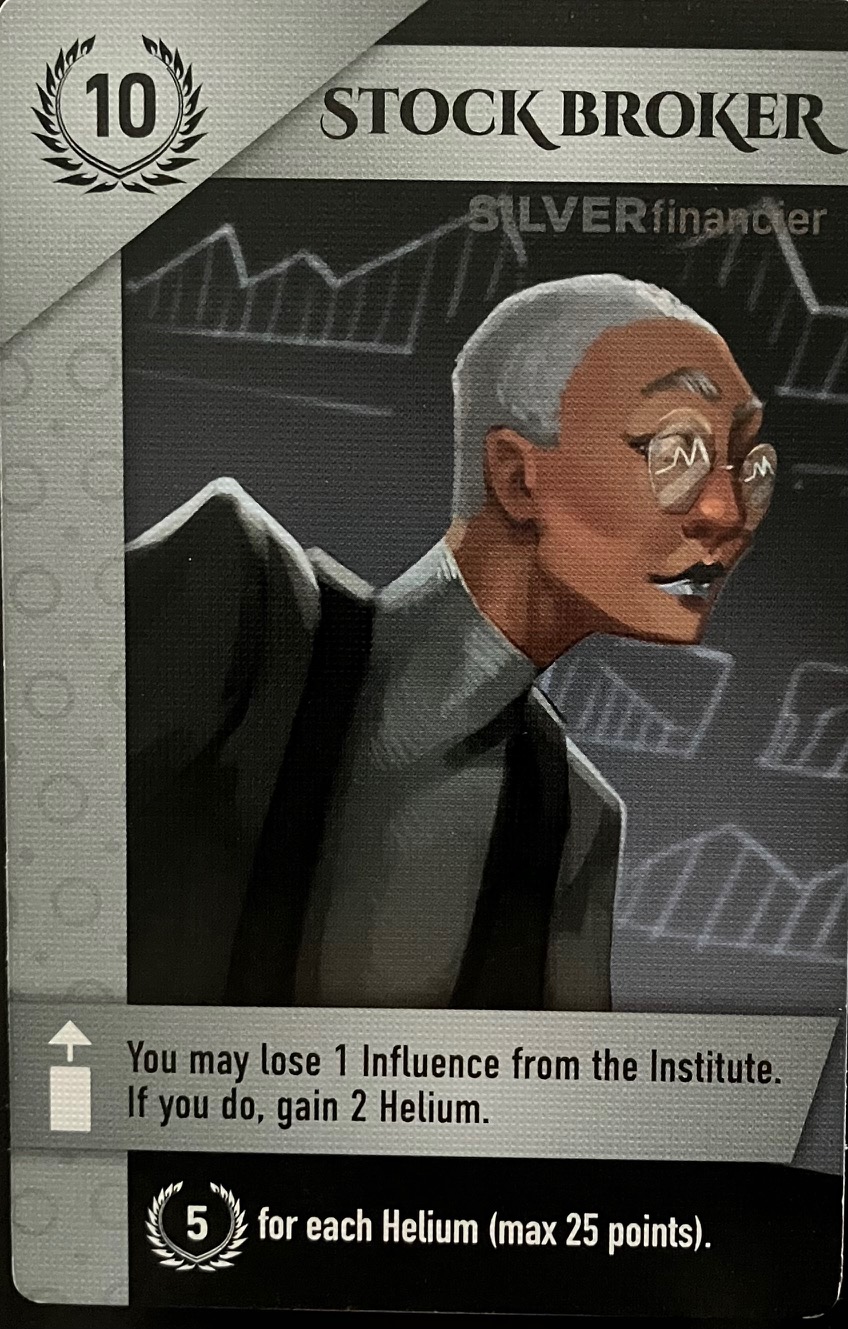 10
STOCK BROKER
SILVERfinancier
You may lose 1 Influence from the Institute.
If you do, gain 2 Helium.
5 for each Helium (max 25 points).